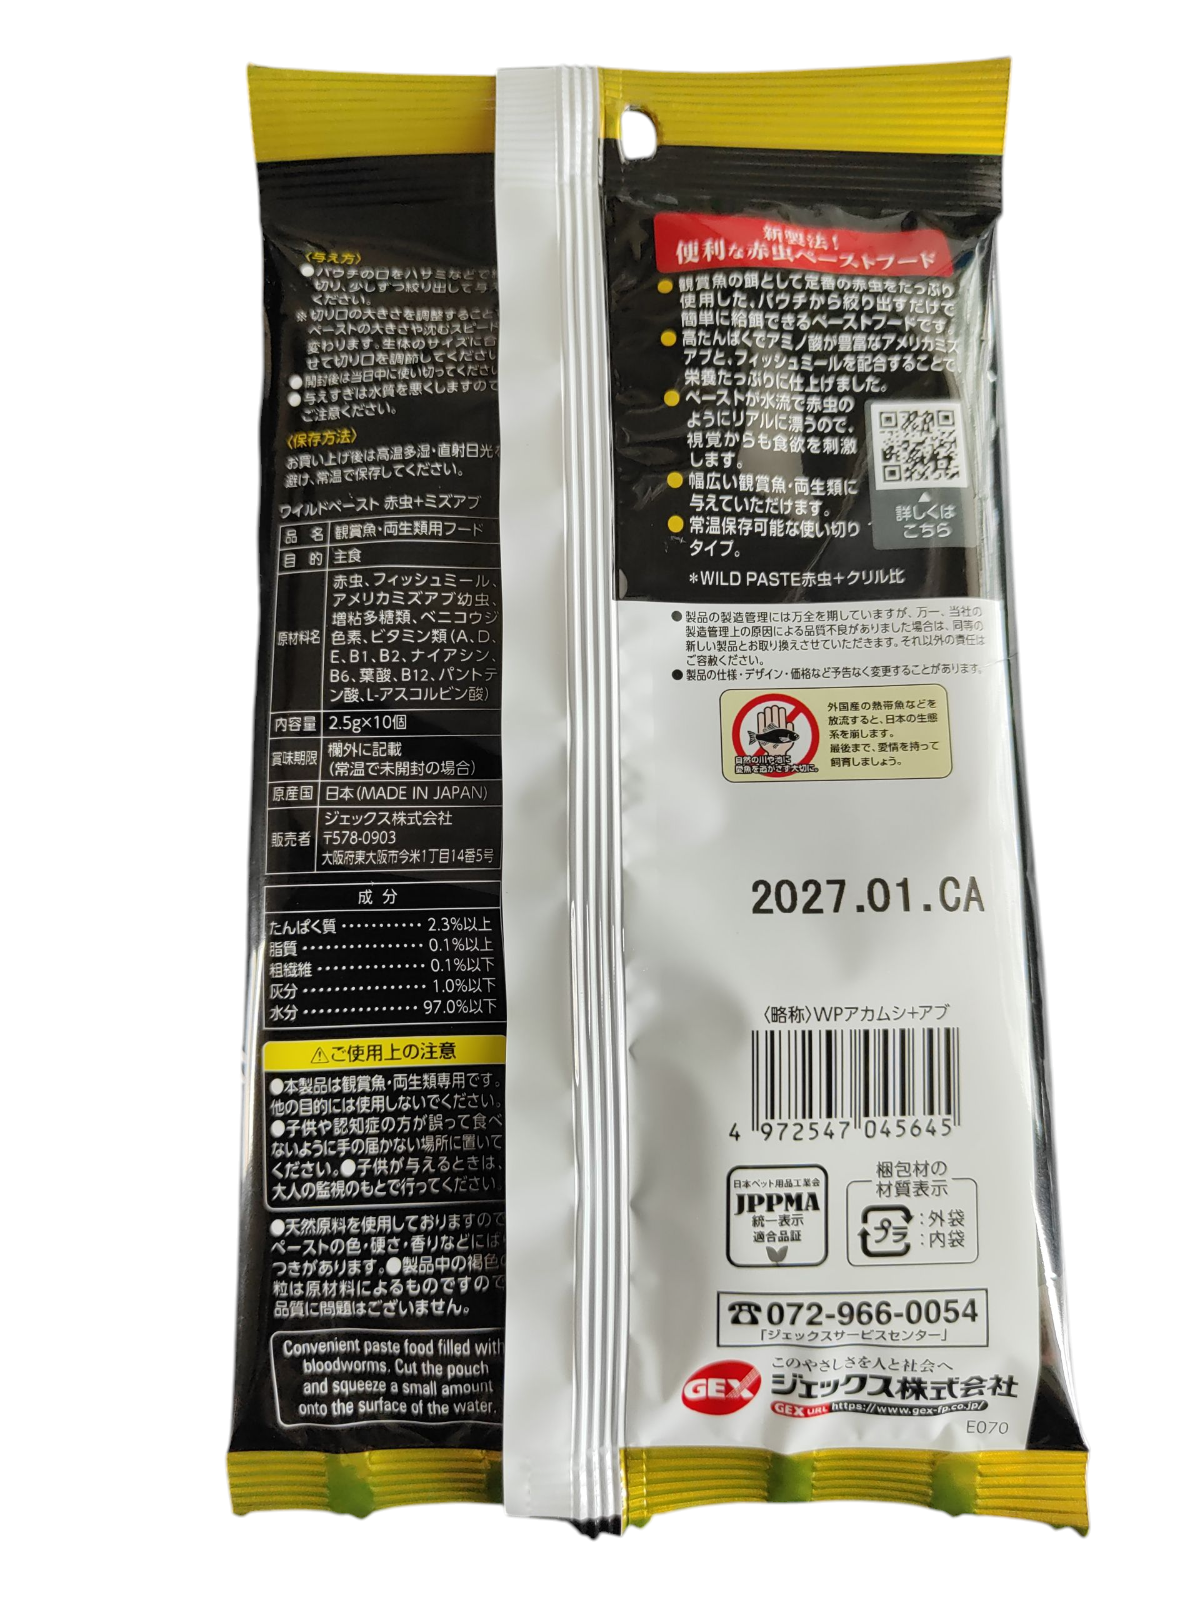 〈与え方〉
●パウチの口をハサミなどで
切り、少しずつ絞り出して与え
ください。
※切り口の大きさを調整すること
ペーストの大きさや沈むスピード
変わります。生体のサイズに合
せて切り口を調節してください
●開封後は当日中に使い切ってください
●与えすぎは水質を悪くしますので
ご注意ください。
〈保存方法〉
お買い上げ後は高温多湿・直射日光を
避け、常温で保存してください。
ワイルドペースト 赤虫+ミズアブ
品 名 観賞魚・両生類用フード
目 的 主食
原材料名 赤虫、フィッシュミール、
アメリカミズアブ幼虫、
増粘多糖類、ベニコウジ
色素、ビタミン類(A、D、
E、B1、B2、ナイアシン、
B6、葉酸、B12、パントテ
ン酸、L-アスコルビン酸)
内容量 2.5g×10個
賞味期限 欄外に記載
(常温で未開封の場合)
原産国 日本(MADE IN JAPAN)
販売者 ジェックス株式会社
〒578-0903
大阪府東大阪市今米1丁目14番5号
成 分
たんぱく質 ………… 2.3%以上
脂質 ……………… 0.1%以上
粗繊維 …………… 0.1%以下
灰分 ……………… 1.0%以下
水分 ……………… 97.0%以下
⚠ご使用上の注意
●本製品は観賞魚・両生類専用です。
他の目的には使用しないでください。
●子供や認知症の方が誤って食べ
ないように手の届かない場所に置いて
ください。●子供が与えるときは、
大人の監視のもとで行ってください。
●天然原料を使用しておりますので
ペーストの色・硬さ・香りなどにば
つきがあります。●製品中の褐色の
粒は原材料によるものですので
品質に問題はございません。
Convenient paste food filled with
bloodworms. Cut the pouch
and squeeze a small amount
onto the surface of the water.
新製法!
便利な赤虫ペーストフード
●観賞魚の餌として定番の赤虫をたっぷり
使用した、パウチから絞り出すだけで
簡単に給餌できるペーストフードです。
●高たんぱくでアミノ酸が豊富なアメリカミズ
アブと、フィッシュミールを配合することで、
栄養たっぷりに仕上げました。
●ペーストが水流で赤虫の
ようにリアルに漂うので、
視覚からも食欲を刺激
します。
●幅広い観賞魚・両生類に
与えていただけます。
●常温保存可能な使い切り
タイプ。
詳しくは
こちら
*WILD PASTE赤虫+クリル比
●製品の製造管理には万全を期していますが、万一、当社の
製造管理上の原因による品質不良がありました場合は、同等の
新しい製品とお取り換えさせていただきます。それ以外の責任は
ご容赦ください。
●製品の仕様・デザイン・価格など予告なく変更することがあります。
自然の川や池に
愛魚を逃がさず大切に。
外国産の熱帯魚などを
放流すると、日本の生態
系を崩します。
最後まで、愛情を持って
飼育しましょう。
2027.01.CA
〈略称〉WPアカムシ+アブ
4 972547 045645
日本ペット用品工業会
JPPMA
統一表示
適合品証
梱包材の
材質表示
プラ
:外袋
:内袋
☎072-966-0054
「ジェックスサービスセンター」
このやさしさを人と社会へ
GEX ジェックス株式会社
GEX URL https://www.gex-fp.co.jp/
E070